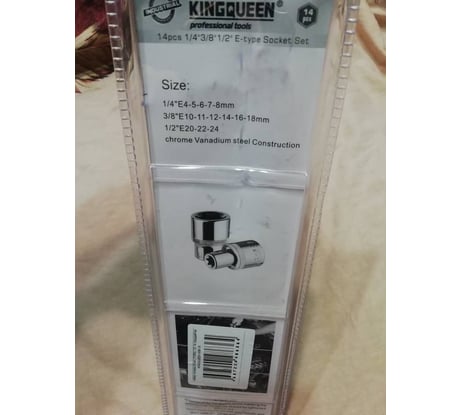 INDUSTRIAL
KINGQUEEN®
professional tools
14
pcs
14pcs 1/4"3/8"1/2" E-type Socket Set
Size:
1/4"E4-5-6-7-8mm
3/8"E10-11-12-14-16-18mm
1/2"E20-22-24
chrome Vanadium steel Construction